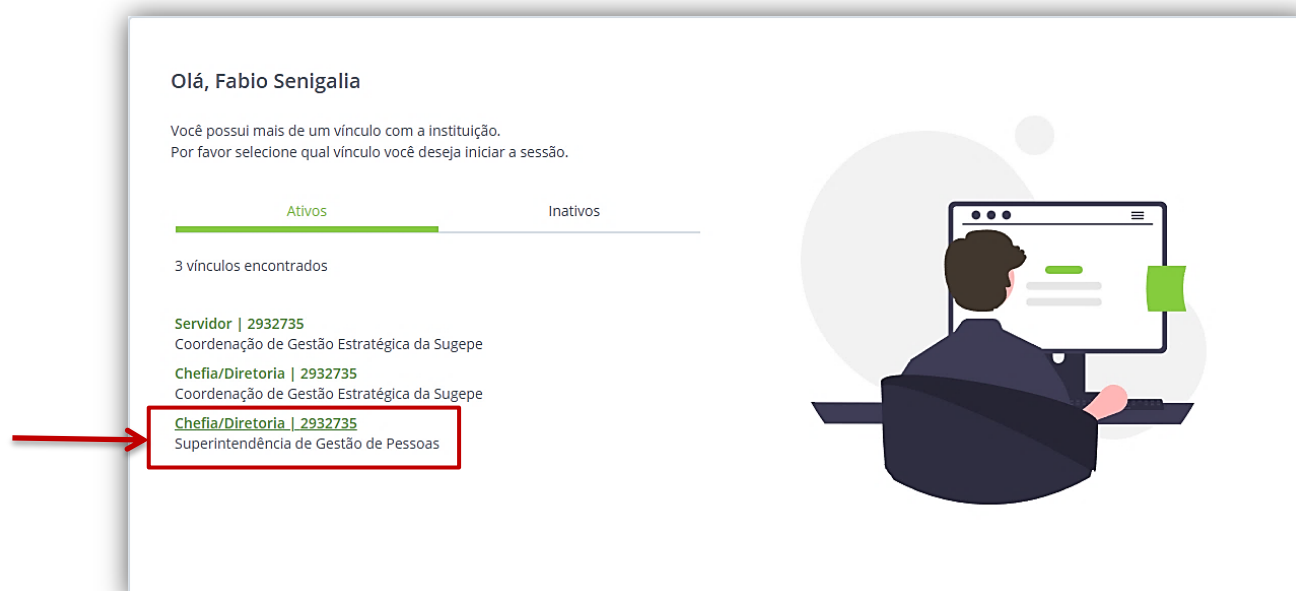 Olá, Fabio Senigalia
Você possui mais de um vínculo com a instituição.
Por favor selecione qual vínculo você deseja iniciar a sessão.
Ativos
Inativos
3 vínculos encontrados
Servidor | 2932735
Coordenação de Gestão Estratégica da Sugepe
Chefia/Diretoria | 2932735
Coordenação de Gestão Estratégica da Sugepe
Chefia/Diretoria | 2932735
Superintendência de Gestão de Pessoas